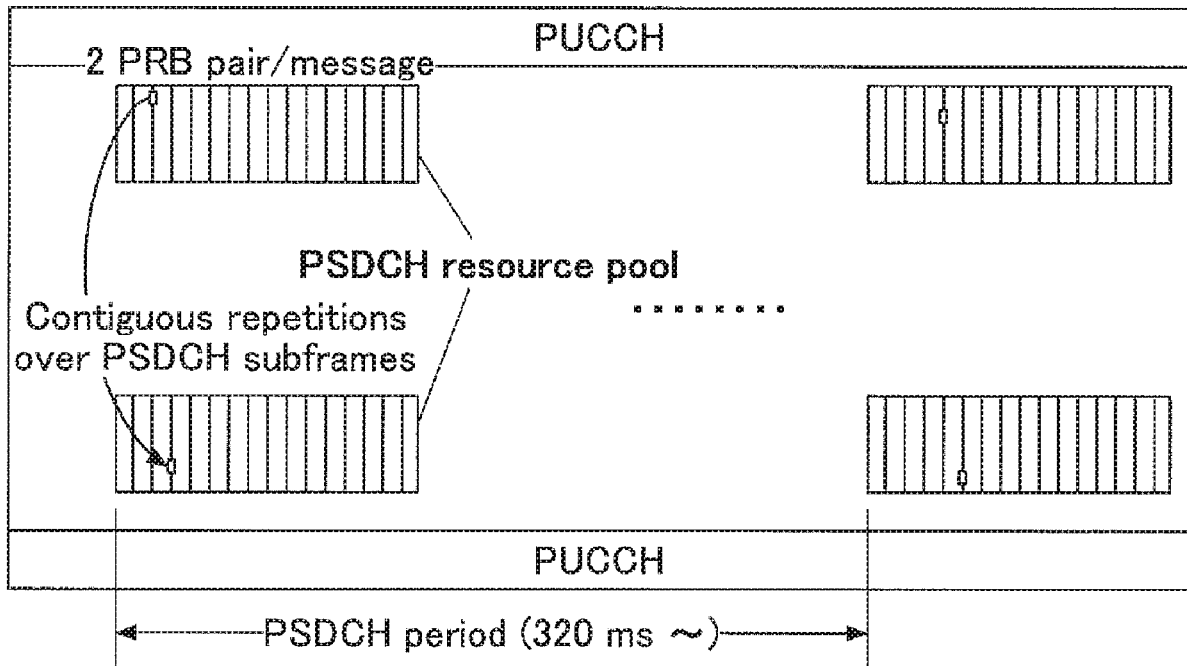 PUCCH
2 PRB pair/message
PSDCH resource pool
Contiguous repetitions
over PSDCH subframes
PUCCH
PSDCH period (320 ms ~)